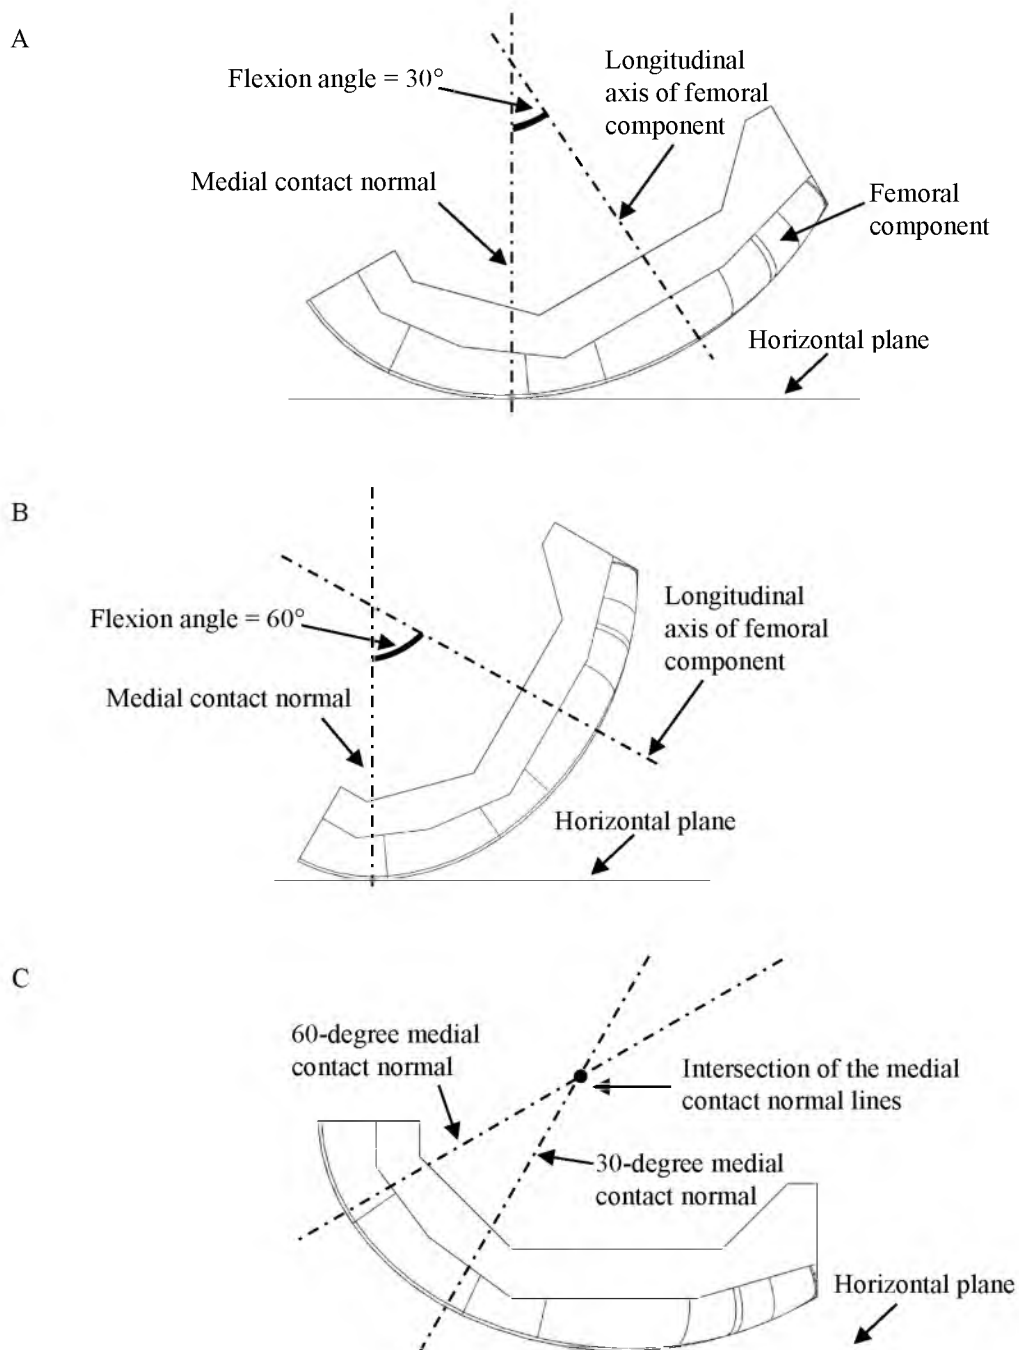 A
Flexion angle = 30°
Longitudinal
axis of femoral
component
Medial contact normal
Femoral
component
Horizontal plane
B
Flexion angle = 60°
Longitudinal
axis of femoral
component
Medial contact normal
Horizontal plane
C
60-degree medial
contact normal
Intersection of the medial
contact normal lines
30-degree medial
contact normal
Horizontal plane